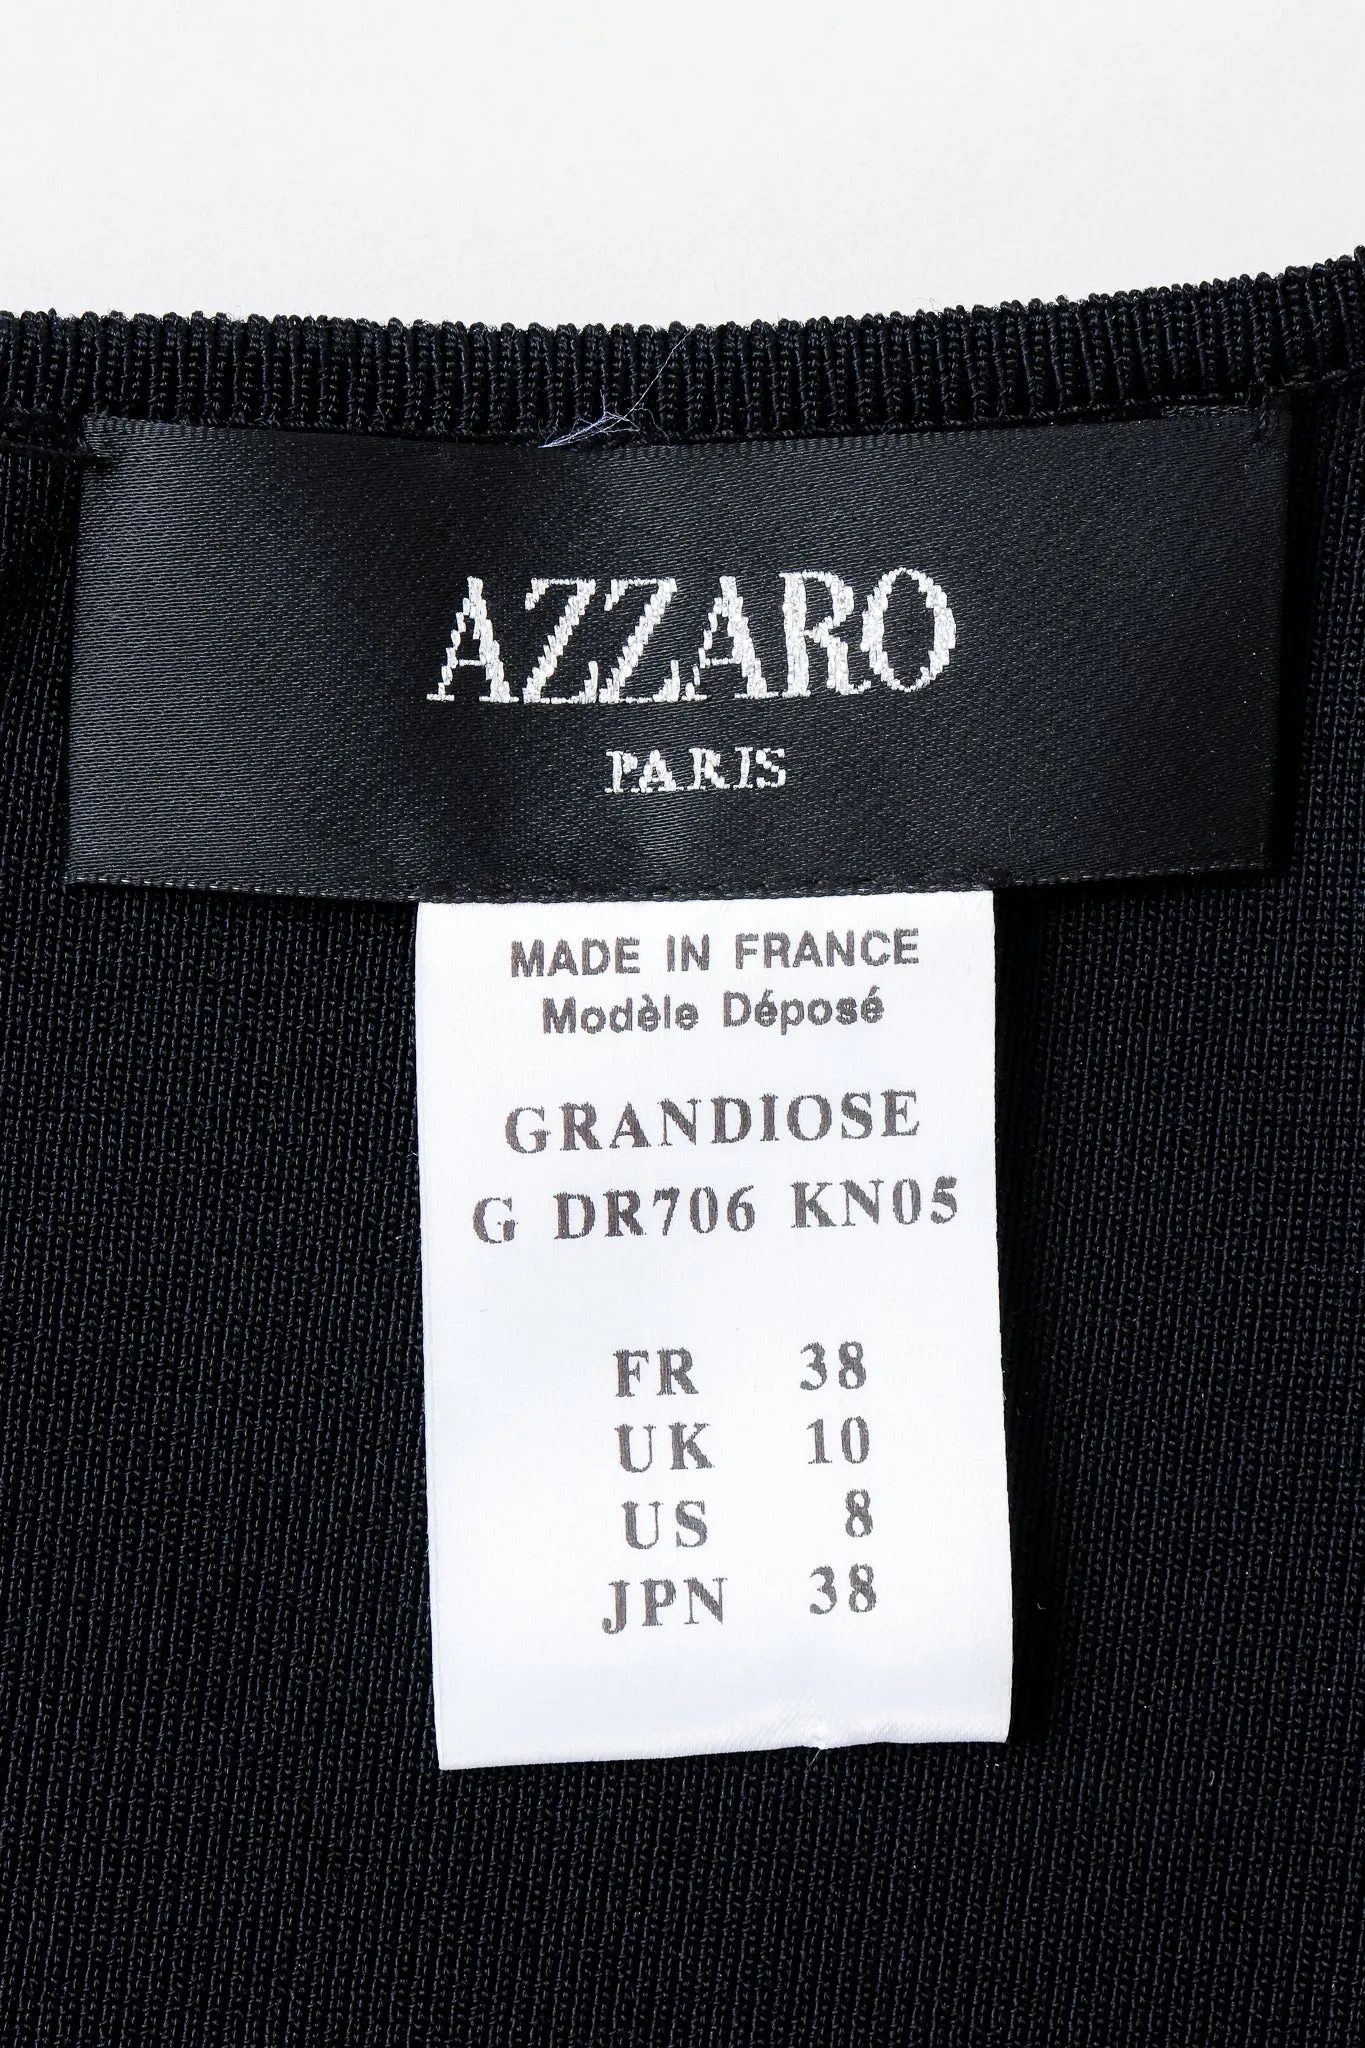 AZZARO
PARIS
MADE IN FRANCE
Modèle Déposé
GRANDIOSE
G DR706 KN05
FR 38
UK 10
US 8
JPN 38